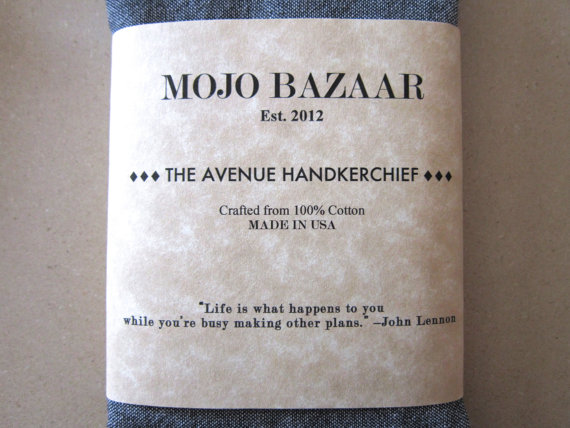 MOJO BAZAAR
Est. 2012
♦♦♦ THE AVENUE HANDKERCHIEF ♦♦♦
Crafted from 100% Cotton
MADE IN USA
"Life is what happens to you
while you're busy making other plans." –John Lennon